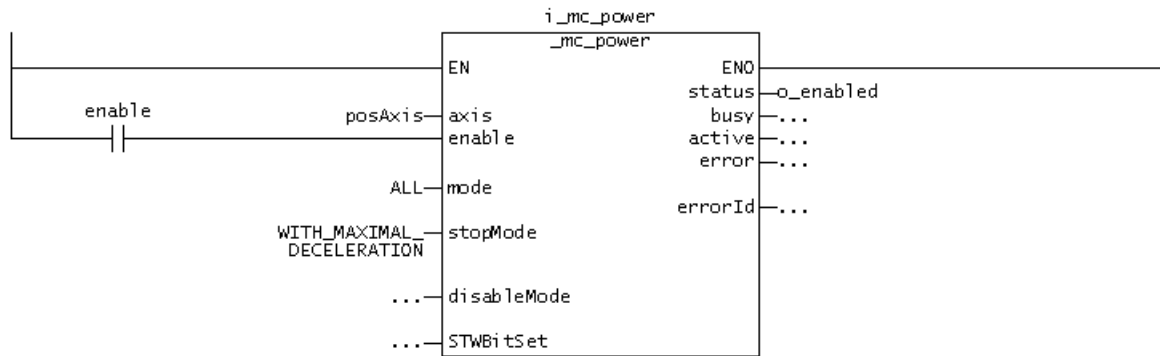 i_mc_power
_mc_power
EN ENO
status o_enabled
enable posAxis axis busy ...
enable active ...
error ...
ALL mode
errorId ...
WITH_MAXIMAL_ stopMode
DECELERATION
... disableMode
... STWBitSet